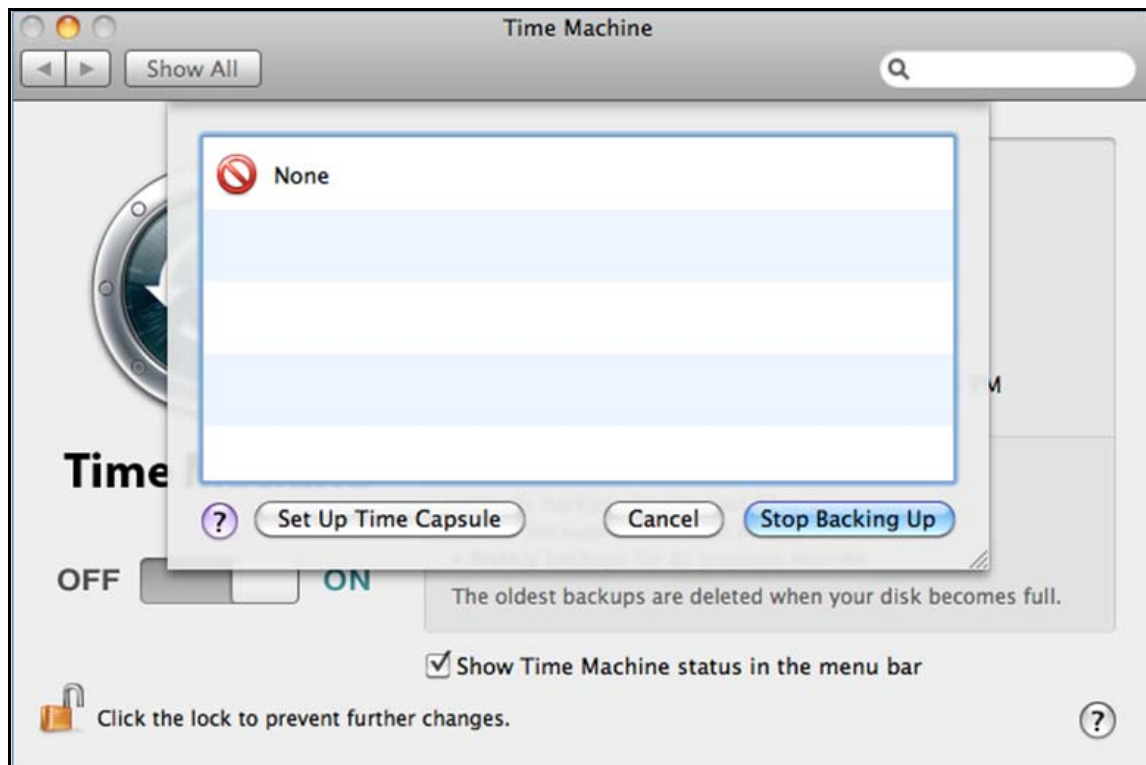 Time Machine
Show All
None
PM
Time
? Set Up Time Capsule Cancel Stop Backing Up
OFF ON
The oldest backups are deleted when your disk becomes full.
Show Time Machine status in the menu bar
Click the lock to prevent further changes. ?